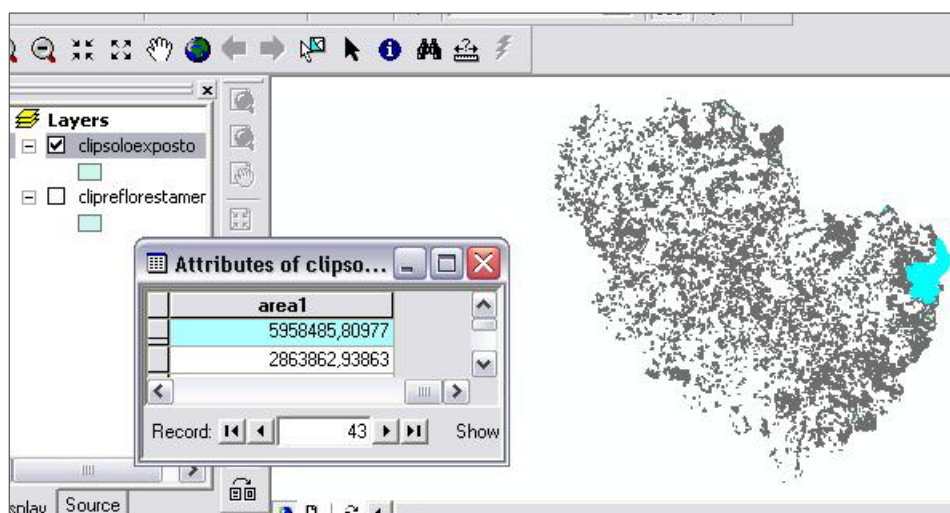 Layers
clipsoloexposto
clipreflorestamer
Attributes of clipso...
area1
5958485,80977
2863862,93863
Record: 43 Show
splay Source